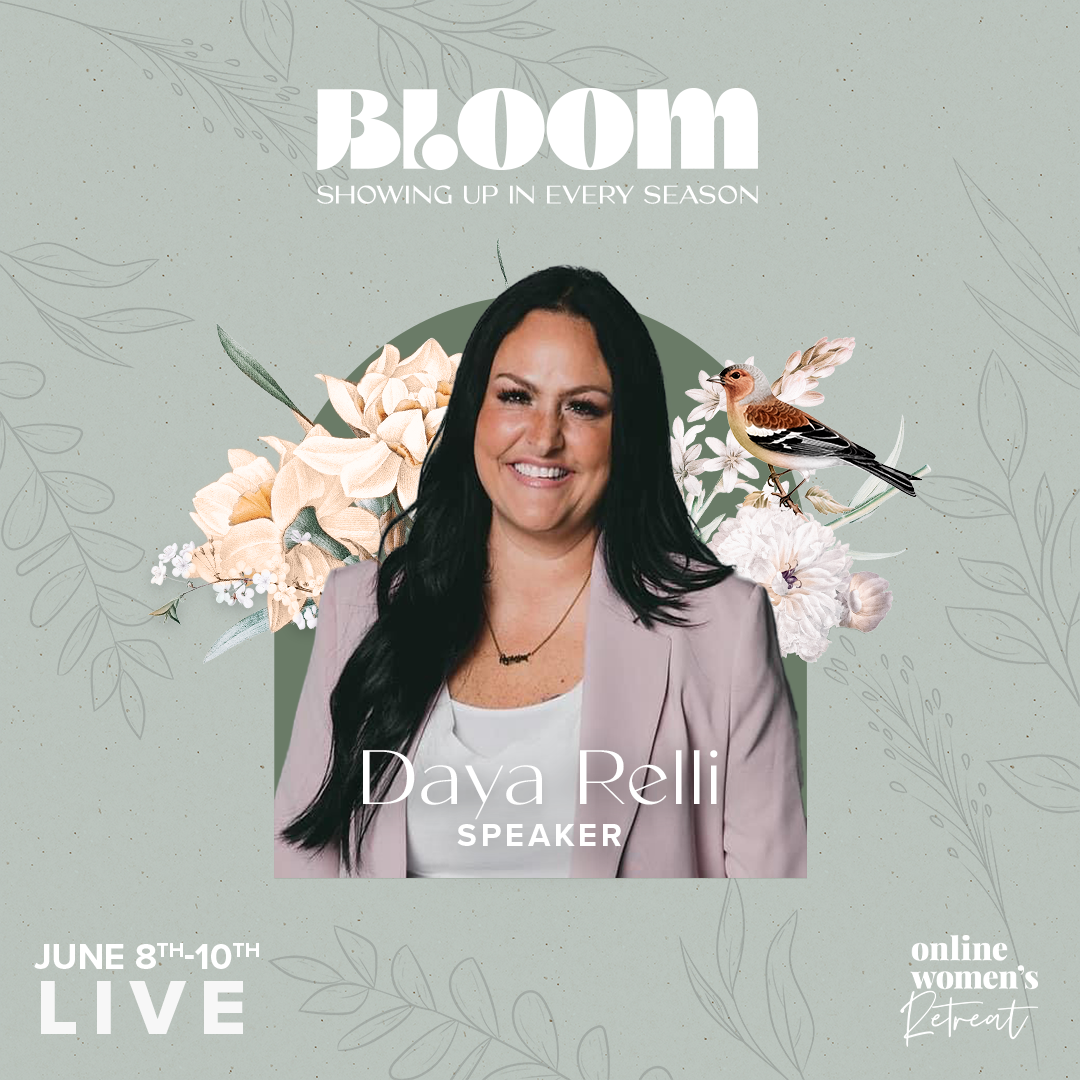 BLOOM
SHOWING UP IN EVERY SEASON
Daya Relli
SPEAKER
JUNE 8TH-10TH
LIVE
online
women's
Retreat